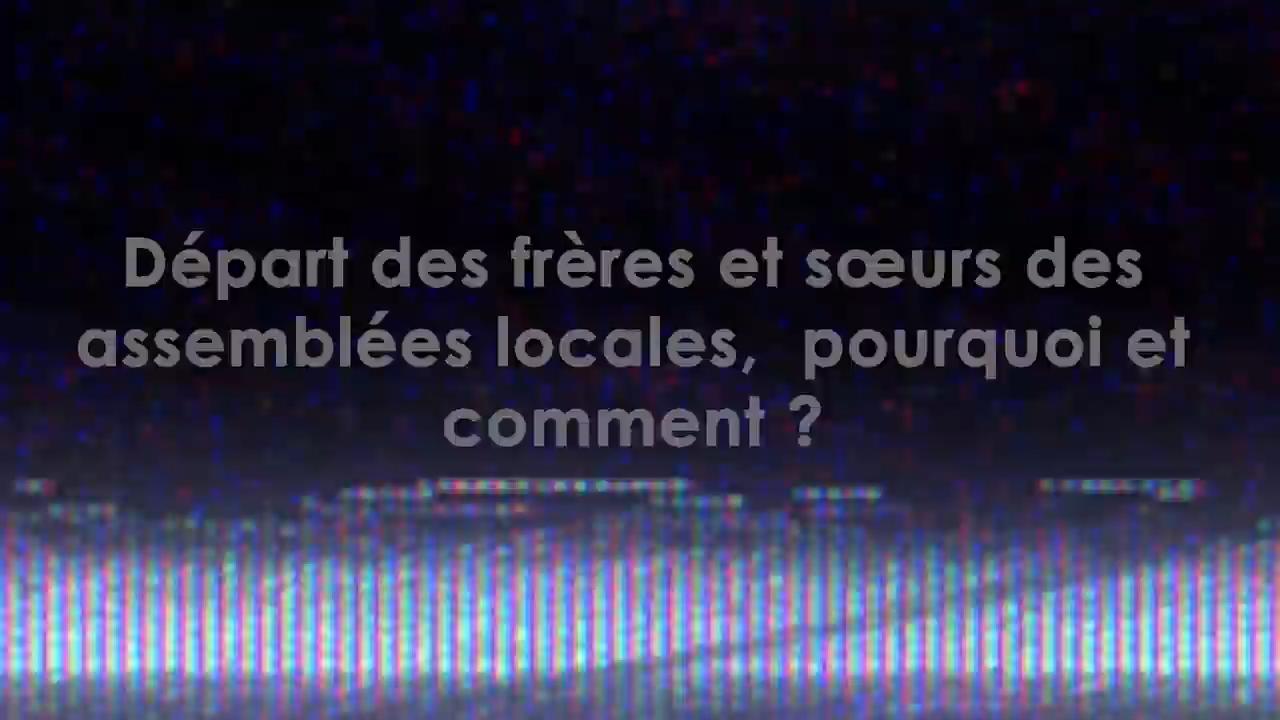 Départ des frères et sœurs des
assemblées locales,  pourquoi et
comment ?